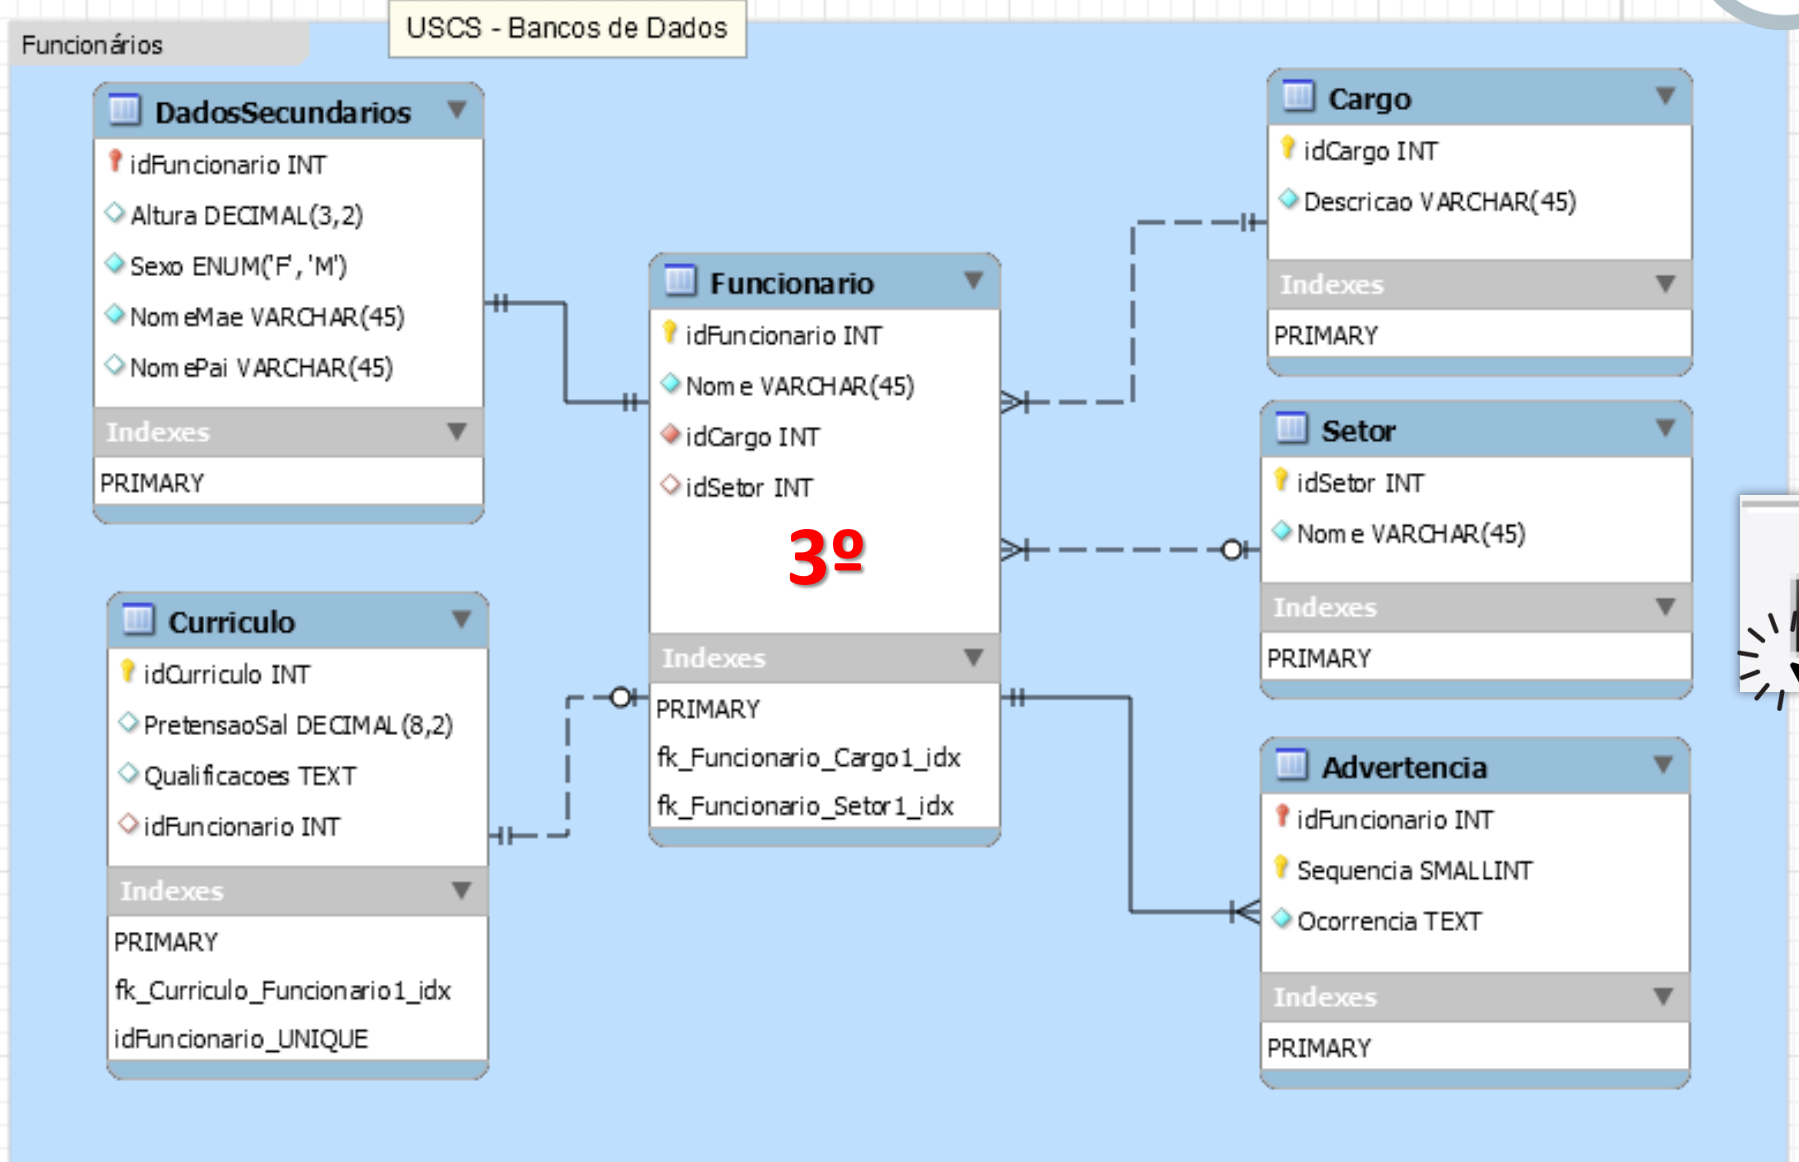 USCS - Bancos de Dados
Funcionários
DadosSecundarios
idFuncionario INT
Altura DECIMAL(3,2)
Sexo ENUM('F', 'M')
NomeMae VARCHAR(45)
NomePai VARCHAR(45)
Indexes
PRIMARY
Curriculo
idCurriculo INT
PretensaoSal DECIMAL(8,2)
Qualificacoes TEXT
idFuncionario INT
Indexes
PRIMARY
fk_Curriculo_Funcionario1_idx
idFuncionario_UNIQUE
Funcionario
idFuncionario INT
Nome VARCHAR(45)
idCargo INT
idSetor INT
3º
Indexes
PRIMARY
fk_Funcionario_Cargo1_idx
fk_Funcionario_Setor1_idx
Cargo
idCargo INT
Descricao VARCHAR(45)
Indexes
PRIMARY
Setor
idSetor INT
Nome VARCHAR(45)
Indexes
PRIMARY
Advertencia
idFuncionario INT
Sequencia SMALLINT
Ocorrencia TEXT
Indexes
PRIMARY